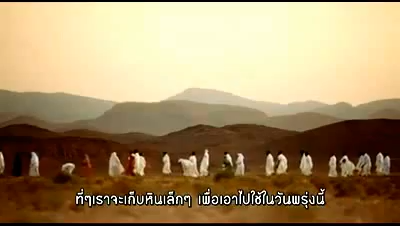 ที่ๆเราจะเก็บหินเล็กๆ เพื่อเอาไปใช้ในวันพรุ่งนี้